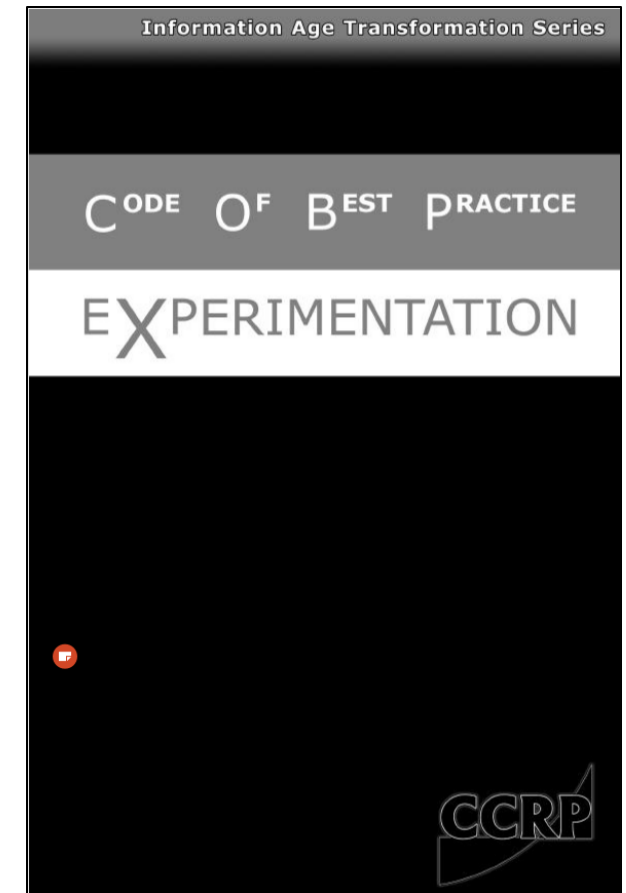 Information Age Transformation Series
CODE OF BEST PRACTICE
EXPERIMENTATION
CCRP